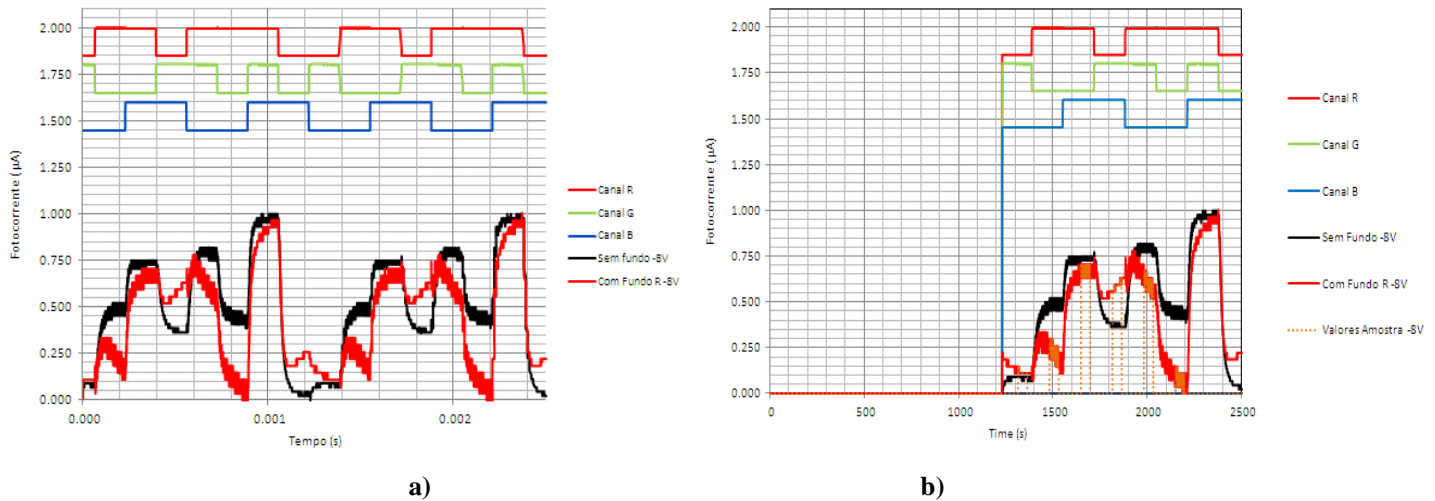 2.000
1.750
1.500
1.250
1.000
0.750
0.500
0.250
0.000
Fotocorrente ( µA)
0.000
0.001
0.002
Tempo (s)
Canal R
Canal G
Canal B
Sem Fundo -8V
Com Fundo R -8V
a)
2.000
1.750
1.500
1.250
1.000
0.750
0.500
0.250
0.000
Fotocorrente ( µA)
0
500
1000
1500
2000
2500
Time (s)
Canal R
Canal G
Canal B
Sem Fundo -8V
Com Fundo R -8V
Valores Amostra -8V
b)